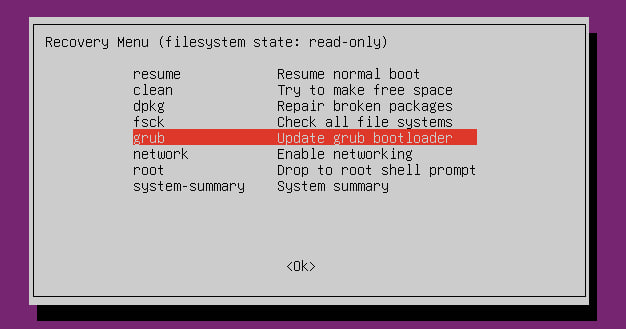 Recovery Menu (filesystem state: read-only)
resume Resume normal boot
clean Try to make free space
dpkg Repair broken packages
fsck Check all file systems
grub Update grub bootloader
network Enable networking
root Drop to root shell prompt
system-summary System summary
<Ok>